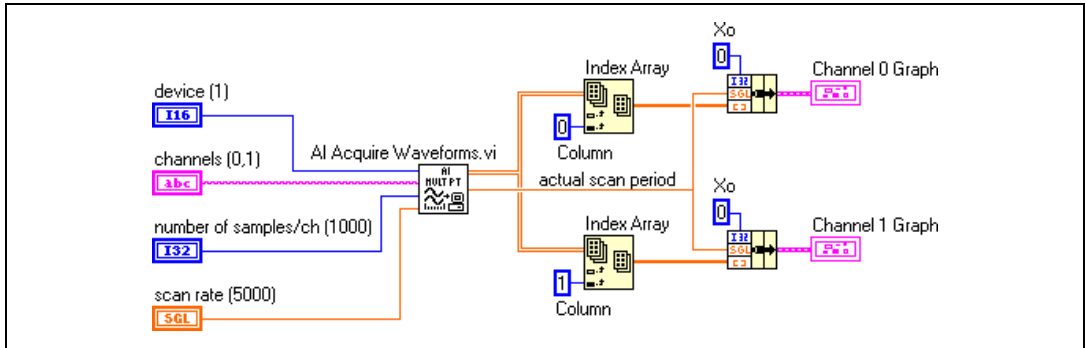 Xo
0
Index Array
Channel 0 Graph
I32
SGL
device (1)
I16
0
Column
channels (0,1)
AI Acquire Waveforms.vi
abc
AI
MULT PT
actual scan period
Xo
0
Index Array
Channel 1 Graph
number of samples/ch (1000)
I32
I32
SGL
1
Column
scan rate (5000)
SGL